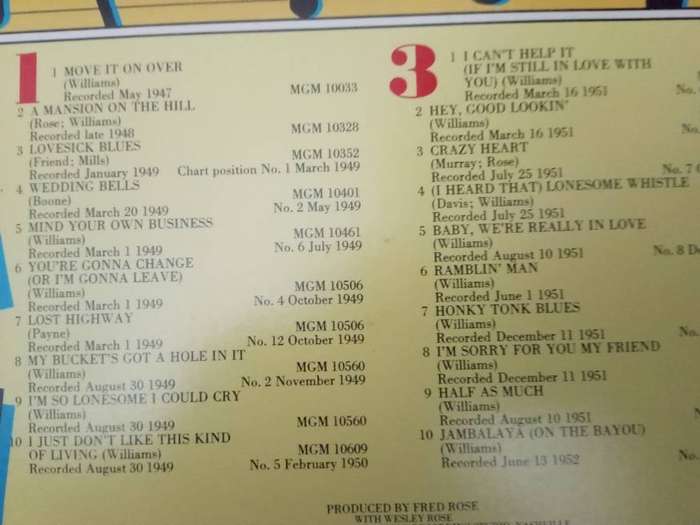 1
1 MOVE IT ON OVER
(Williams)
Recorded May 1947 MGM 10033
2 A MANSION ON THE HILL
(Rose; Williams)
Recorded late 1948 MGM 10328
3 LOVESICK BLUES
(Friend; Mills) MGM 10352
Recorded January 1949 Chart position No. 1 March 1949
4 WEDDING BELLS
(Boone) MGM 10401
Recorded March 20 1949 No. 2 May 1949
5 MIND YOUR OWN BUSINESS
(Williams) MGM 10461
Recorded March 1 1949 No. 6 July 1949
6 YOU'RE GONNA CHANGE
(OR I'M GONNA LEAVE)
(Williams) MGM 10506
Recorded March 1 1949 No. 4 October 1949
7 LOST HIGHWAY
(Payne) MGM 10506
Recorded March 1 1949 No. 12 October 1949
8 MY BUCKET'S GOT A HOLE IN IT
(Williams) MGM 10560
Recorded August 30 1949 No. 2 November 1949
9 I'M SO LONESOME I COULD CRY
(Williams)
Recorded August 30 1949 MGM 10560
10 I JUST DON'T LIKE THIS KIND
OF LIVING (Williams) MGM 10609
Recorded August 30 1949 No. 5 February 1950
3
1 I CAN'T HELP IT
(IF I'M STILL IN LOVE WITH
YOU) (Williams)
Recorded March 16 1951 No.
2 HEY, GOOD LOOKIN'
(Williams)
Recorded March 16 1951 No.
3 CRAZY HEART
(Murray; Rose)
Recorded July 25 1951 No. 7
4 (I HEARD THAT) LONESOME WHISTLE
(Davis; Williams)
Recorded July 25 1951
5 BABY, WE'RE REALLY IN LOVE
(Williams)
Recorded August 10 1951 No. 8 De
6 RAMBLIN' MAN
(Williams)
Recorded June 1 1951
7 HONKY TONK BLUES
(Williams)
Recorded December 11 1951 No.
8 I'M SORRY FOR YOU MY FRIEND
(Williams)
Recorded December 11 1951
9 HALF AS MUCH
(Williams)
Recorded August 10 1951 No.
10 JAMBALAYA (ON THE BAYOU)
(Williams)
Recorded June 13 1952 No.
PRODUCED BY FRED ROSE
WITH WESLEY ROSE